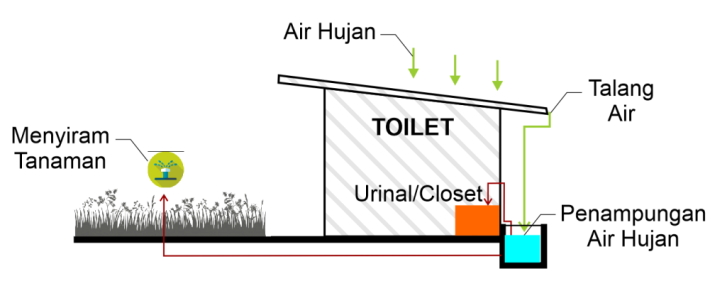 Air Hujan
Talang
Air
TOILET
Menyiram
Tanaman
Urinal/Closet
Penampungan
Air Hujan